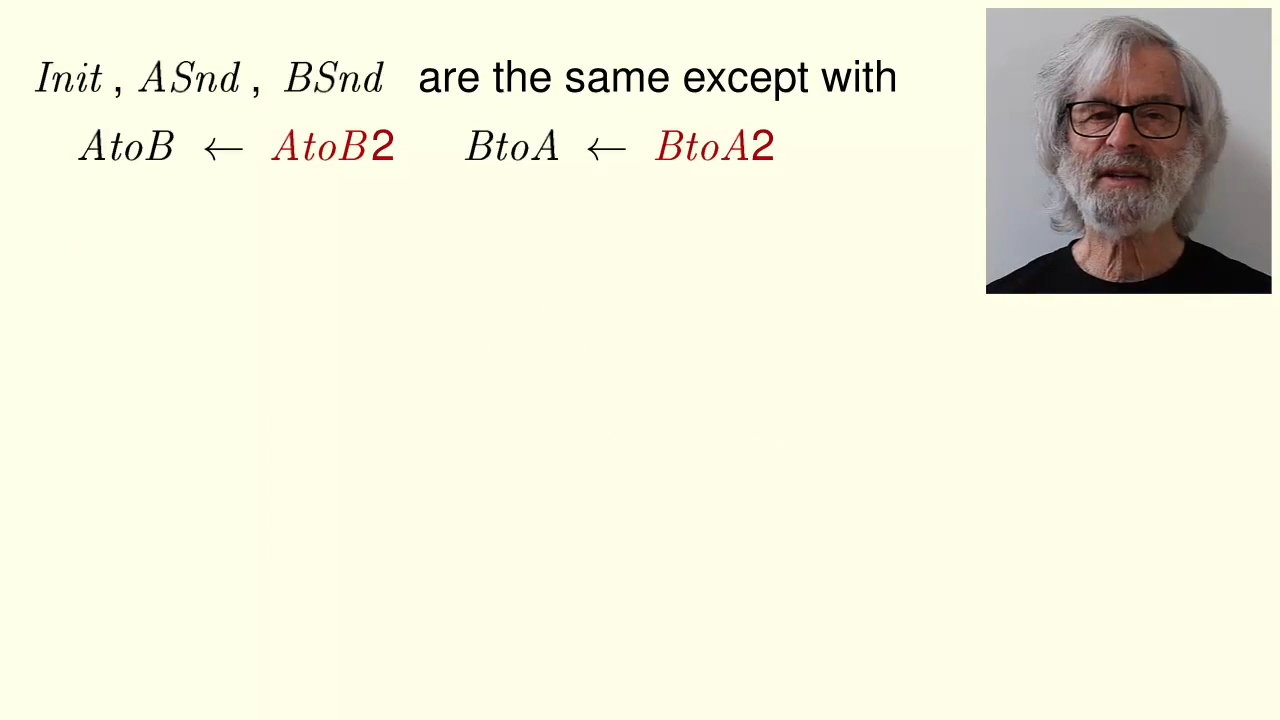 Init , ASnd , BSnd are the same except with
AtoB ← AtoB2 BtoA ← BtoA2